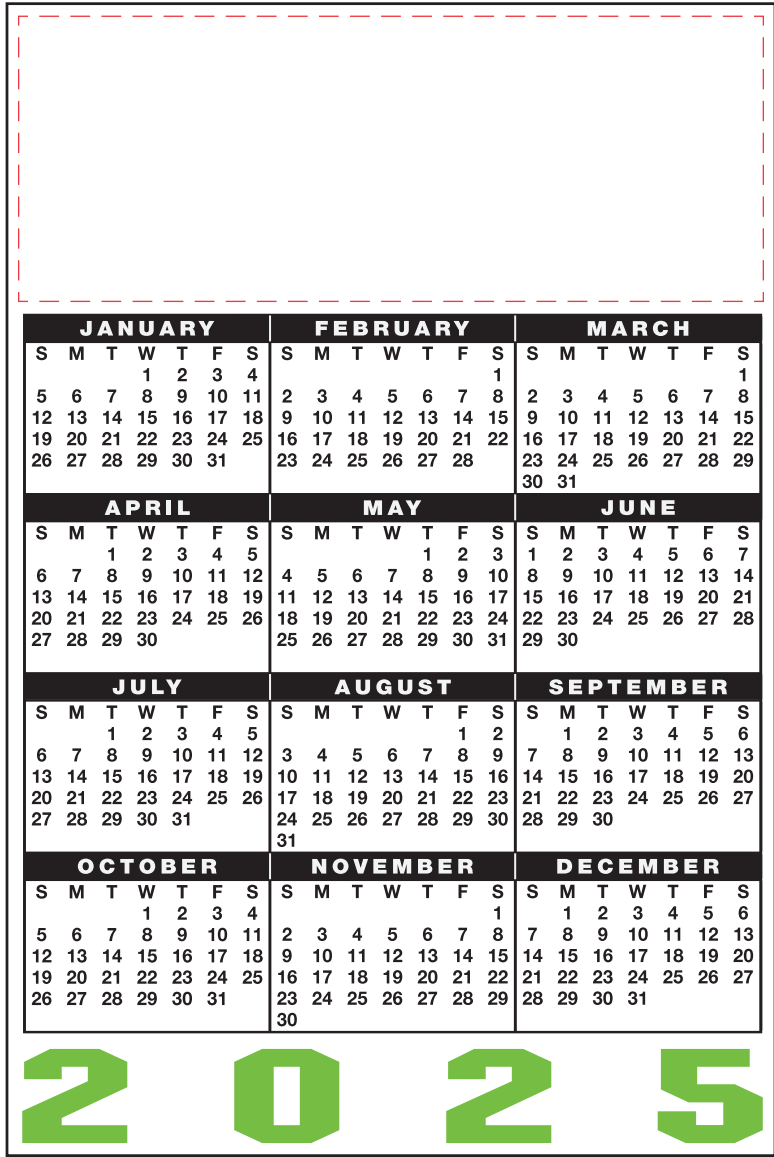 JANUARY
S M T W T F S
1 2 3 4
5 6 7 8 9 10 11
12 13 14 15 16 17 18
19 20 21 22 23 24 25
26 27 28 29 30 31
FEBRUARY
S M T W T F S
1
2 3 4 5 6 7 8
9 10 11 12 13 14 15
16 17 18 19 20 21 22
23 24 25 26 27 28
MARCH
S M T W T F S
1
2 3 4 5 6 7 8
9 10 11 12 13 14 15
16 17 18 19 20 21 22
23 24 25 26 27 28 29
30 31
APRIL
S M T W T F S
1 2 3 4 5
6 7 8 9 10 11 12
13 14 15 16 17 18 19
20 21 22 23 24 25 26
27 28 29 30
MAY
S M T W T F S
1 2 3
4 5 6 7 8 9 10
11 12 13 14 15 16 17
18 19 20 21 22 23 24
25 26 27 28 29 30 31
JUNE
S M T W T F S
1 2 3 4 5 6 7
8 9 10 11 12 13 14
15 16 17 18 19 20 21
22 23 24 25 26 27 28
29 30
JULY
S M T W T F S
1 2 3 4 5
6 7 8 9 10 11 12
13 14 15 16 17 18 19
20 21 22 23 24 25 26
27 28 29 30 31
AUGUST
S M T W T F S
1 2
3 4 5 6 7 8 9
10 11 12 13 14 15 16
17 18 19 20 21 22 23
24 25 26 27 28 29 30
31
SEPTEMBER
S M T W T F S
1 2 3 4 5 6
7 8 9 10 11 12 13
14 15 16 17 18 19 20
21 22 23 24 25 26 27
28 29 30
OCTOBER
S M T W T F S
1 2 3 4
5 6 7 8 9 10 11
12 13 14 15 16 17 18
19 20 21 22 23 24 25
26 27 28 29 30 31
NOVEMBER
S M T W T F S
1
2 3 4 5 6 7 8
9 10 11 12 13 14 15
16 17 18 19 20 21 22
23 24 25 26 27 28 29
30
DECEMBER
S M T W T F S
1 2 3 4 5 6
7 8 9 10 11 12 13
14 15 16 17 18 19 20
21 22 23 24 25 26 27
28 29 30 31
2025